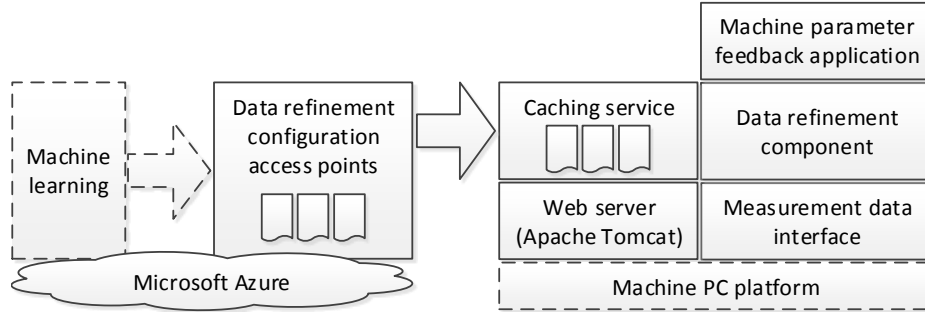 Machine
learning
Data refinement
configuration
access points
Microsoft Azure
Machine parameter
feedback application
Caching service
Data refinement
component
Web server
(Apache Tomcat)
Measurement data
interface
Machine PC platform